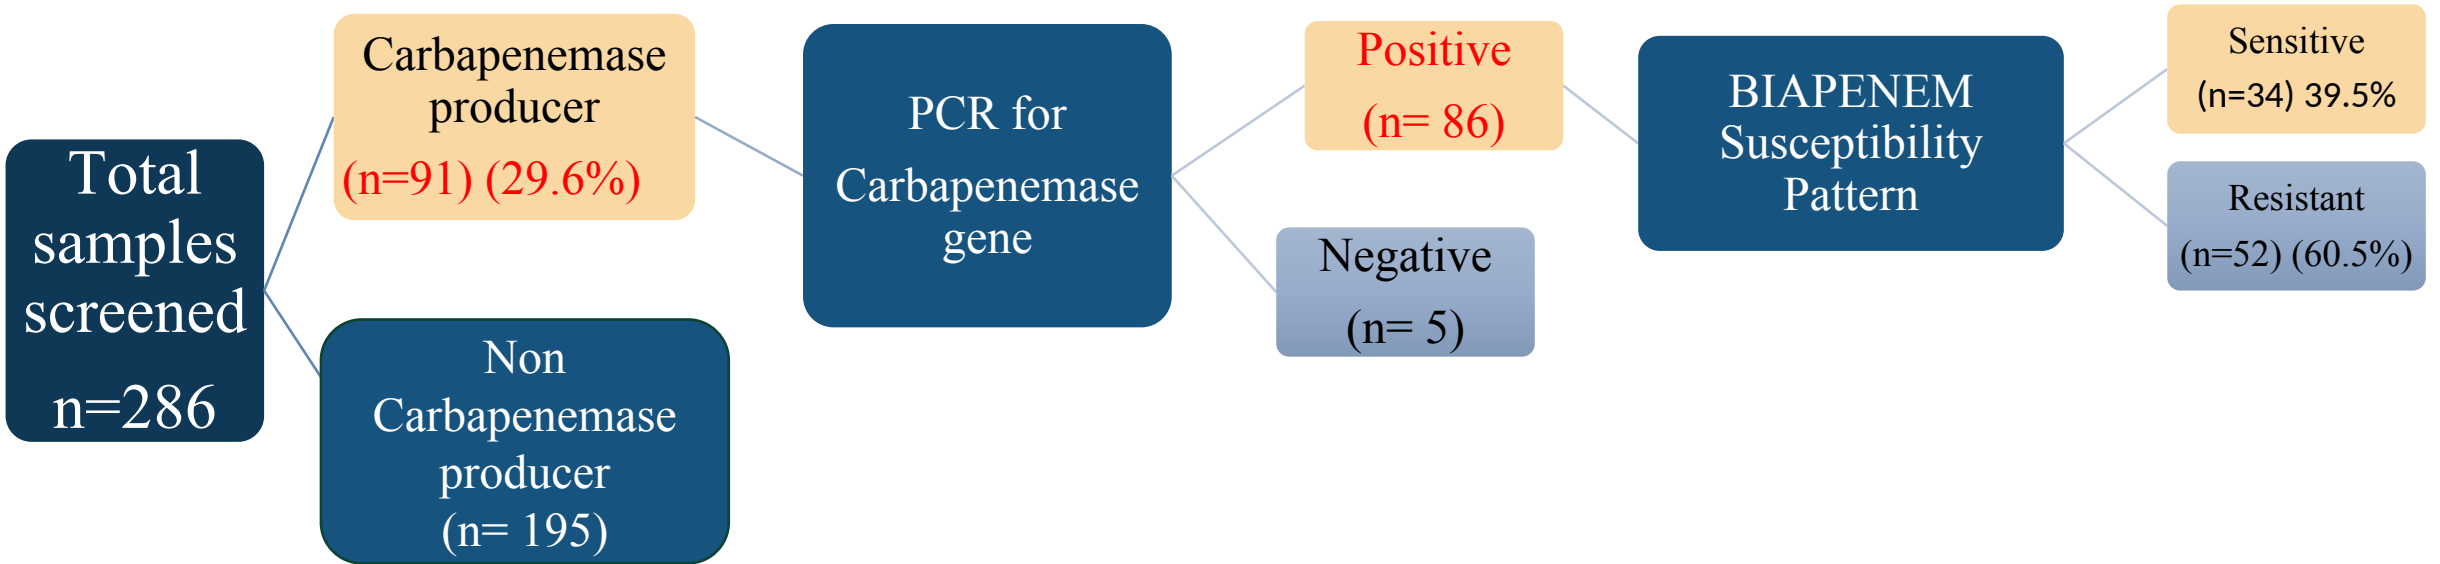 Total
samples
screened
n=286
Carbapenemase
producer
(n=91) (29.6%)
Non
Carbapenemase
producer
(n= 195)
PCR for
Carbapenemase
gene
Positive
(n= 86)
Negative
(n= 5)
BIAPENEM
Susceptibility
Pattern
Sensitive
(n=34) 39.5%
Resistant
(n=52) (60.5%)